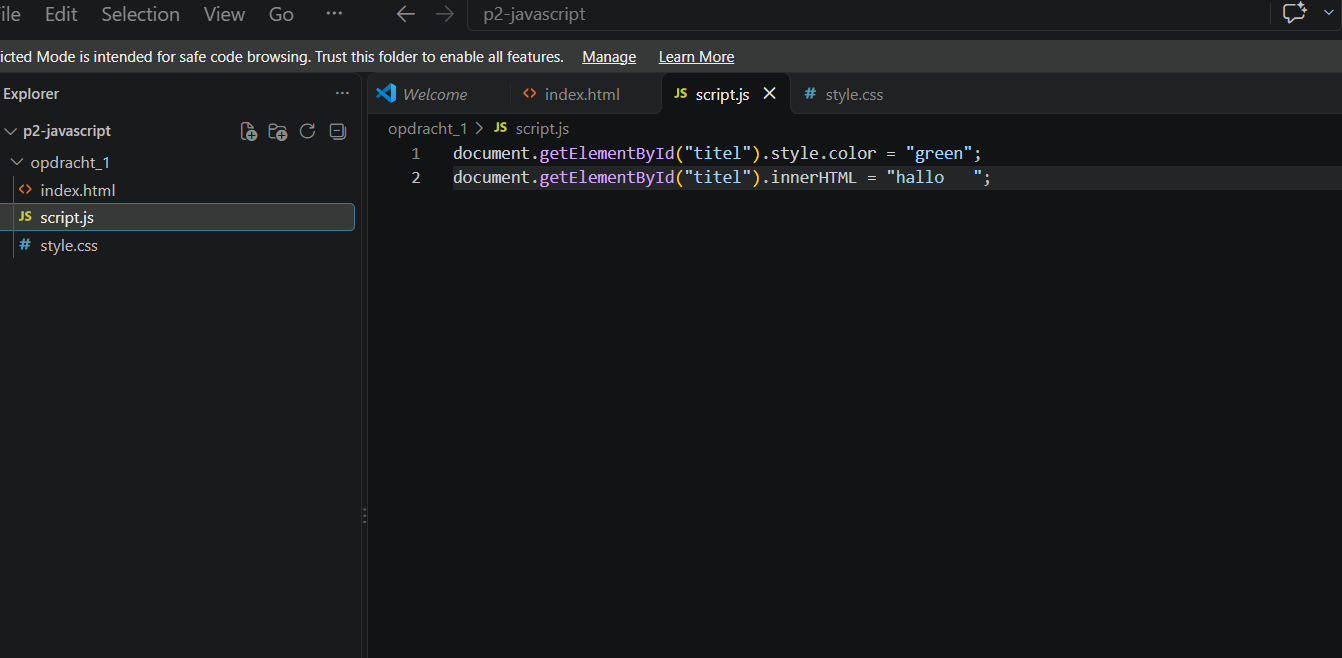 ile Edit Selection View Go ··· p2-javascript
icted Mode is intended for safe code browsing. Trust this folder to enable all features. Manage Learn More
Explorer ···
Welcome index.html JS script.js # style.css
p2-javascript
opdracht_1 > JS script.js
opdracht_1
index.html
JS script.js
# style.css
1 document.getElementById("titel").style.color = "green";
2 document.getElementById("titel").innerHTML = "hallo   ";